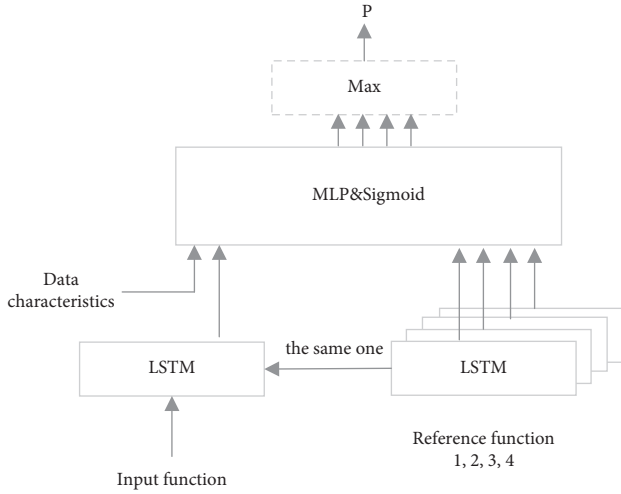 P
Max
MLP&Sigmoid
Data
characteristics
the same one
LSTM
LSTM
Reference function
1, 2, 3, 4
Input function